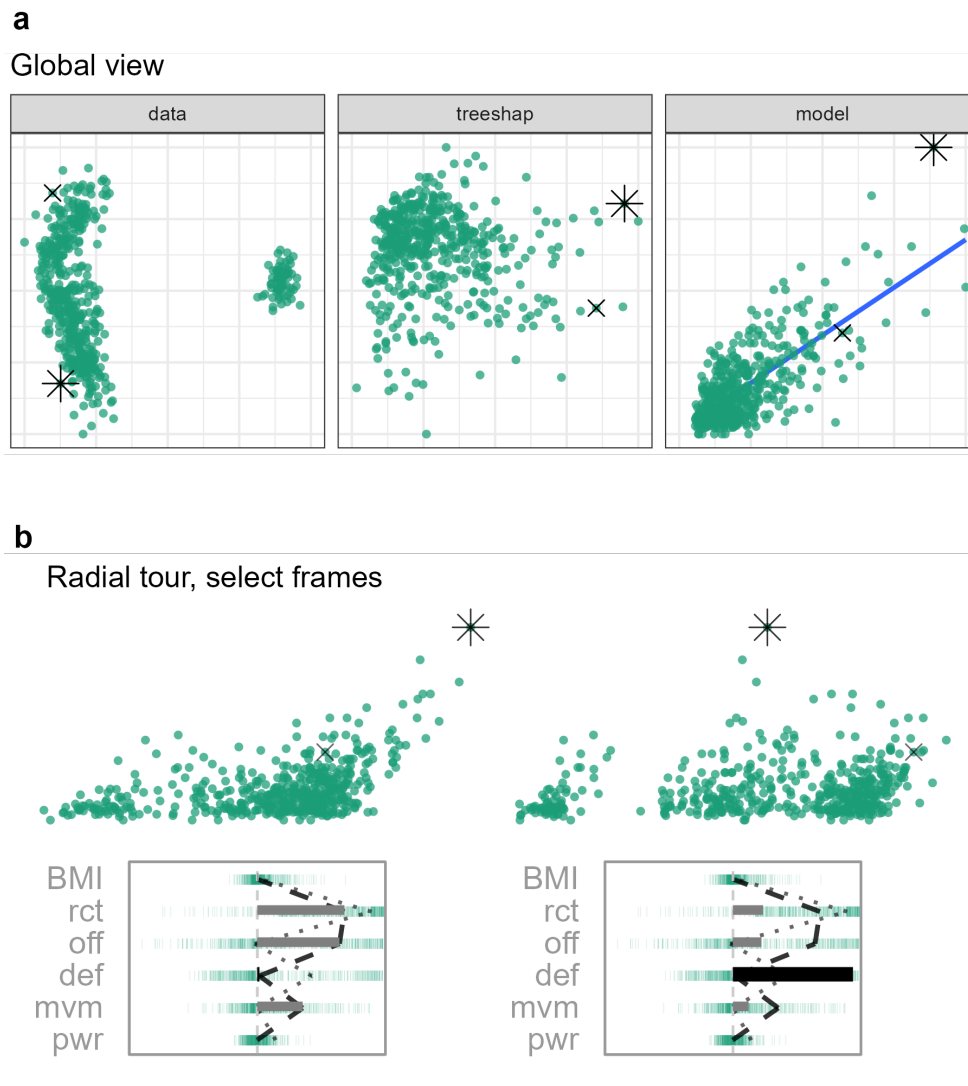 a
Global view
data treeshap model
b
Radial tour, select frames
BMI BMI
rct rct
off off
def def
mvm mvm
pwr pwr